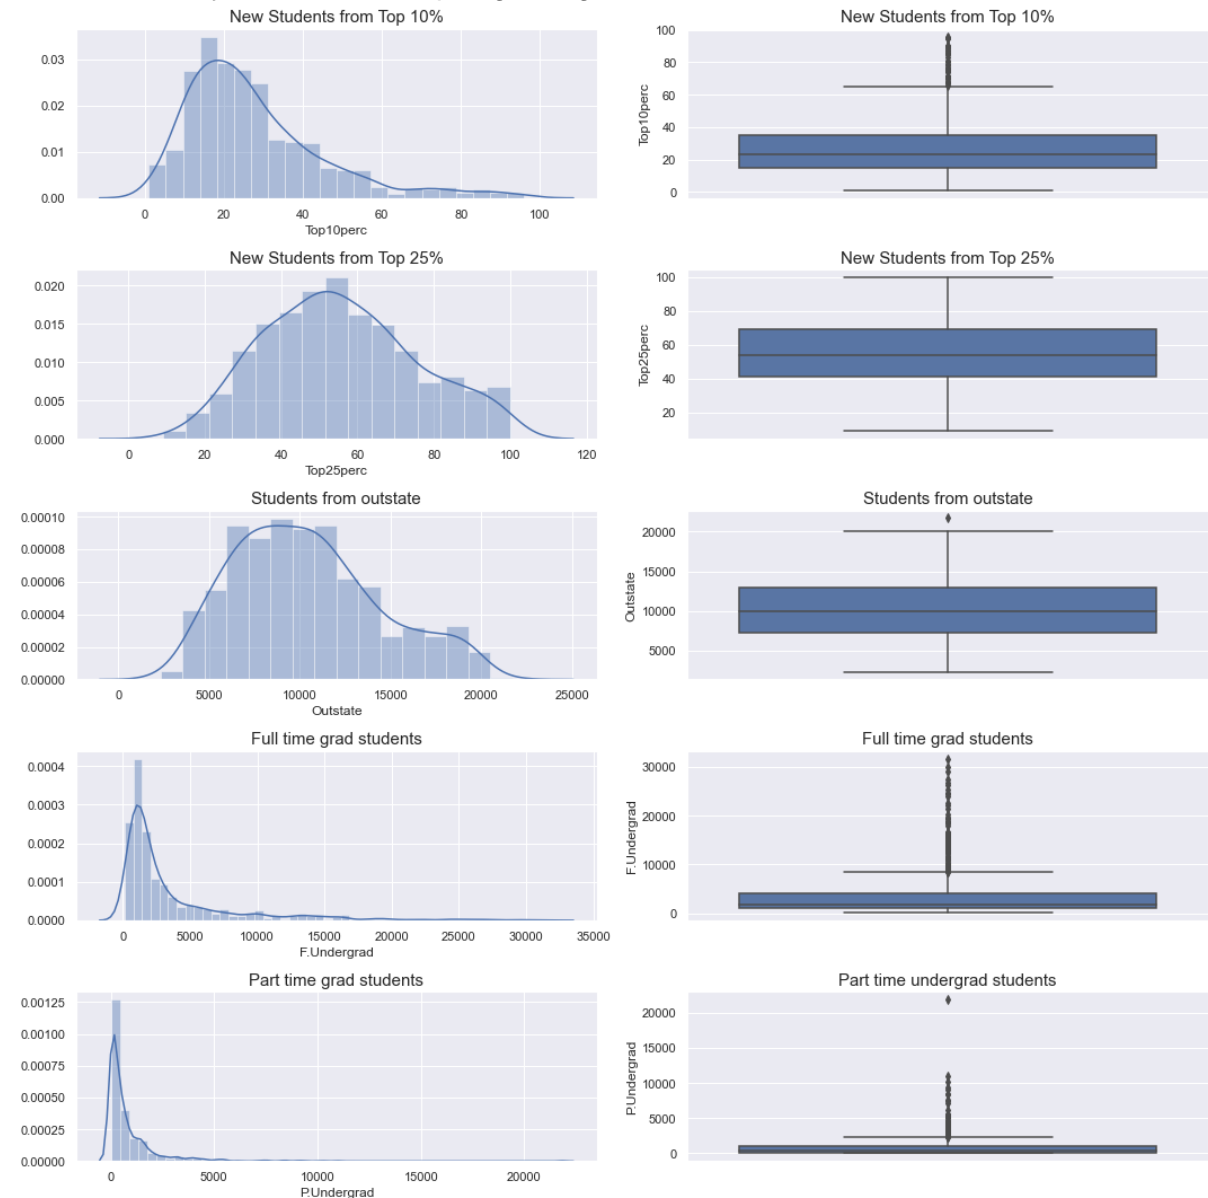 New Students from Top 10%
0.03
0.02
0.01
0.00
0 20 40 60 80 100
Top10perc
New Students from Top 10%
100
80
60
40
20
0
Top10perc
New Students from Top 25%
0.020
0.015
0.010
0.005
0.000
0 20 40 60 80 100 120
Top25perc
New Students from Top 25%
100
80
60
40
20
Top25perc
Students from outstate
0.00010
0.00008
0.00006
0.00004
0.00002
0.00000
0 5000 10000 15000 20000 25000
Outstate
Students from outstate
20000
15000
10000
5000
Outstate
Full time grad students
0.0004
0.0003
0.0002
0.0001
0.0000
0 5000 10000 15000 20000 25000 30000 35000
F.Undergrad
Full time grad students
30000
20000
10000
0
F.Undergrad
Part time grad students
0.00125
0.00100
0.00075
0.00050
0.00025
0.00000
0 5000 10000 15000 20000
P.Undergrad
Part time undergrad students
20000
15000
10000
5000
0
P.Undergrad